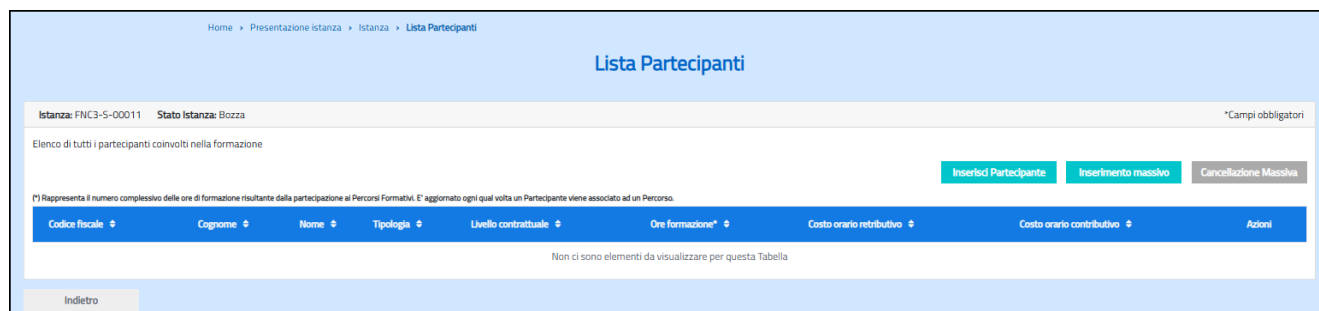 Home › Presentazione istanza › Istanza › Lista Partecipanti
Lista Partecipanti
Istanza: FNC3-S-00011 Stato Istanza: Bozza *Campi obbligatori
Elenco di tutti i partecipanti coinvolti nella formazione
Inserisci Partecipante Inserimento massivo Cancellazione Massiva
(*) Rappresenta il numero complessivo delle ore di formazione risultante dalla partecipazione ai Percorsi Formativi. E' aggiornato ogni qual volta un Partecipante viene associato ad un Percorso.
Codice fiscale Cognome Nome Tipologia Livello contrattuale Ore formazione* Costo orario retributivo Costo orario contributivo Azioni
Non ci sono elementi da visualizzare per questa Tabella
Indietro